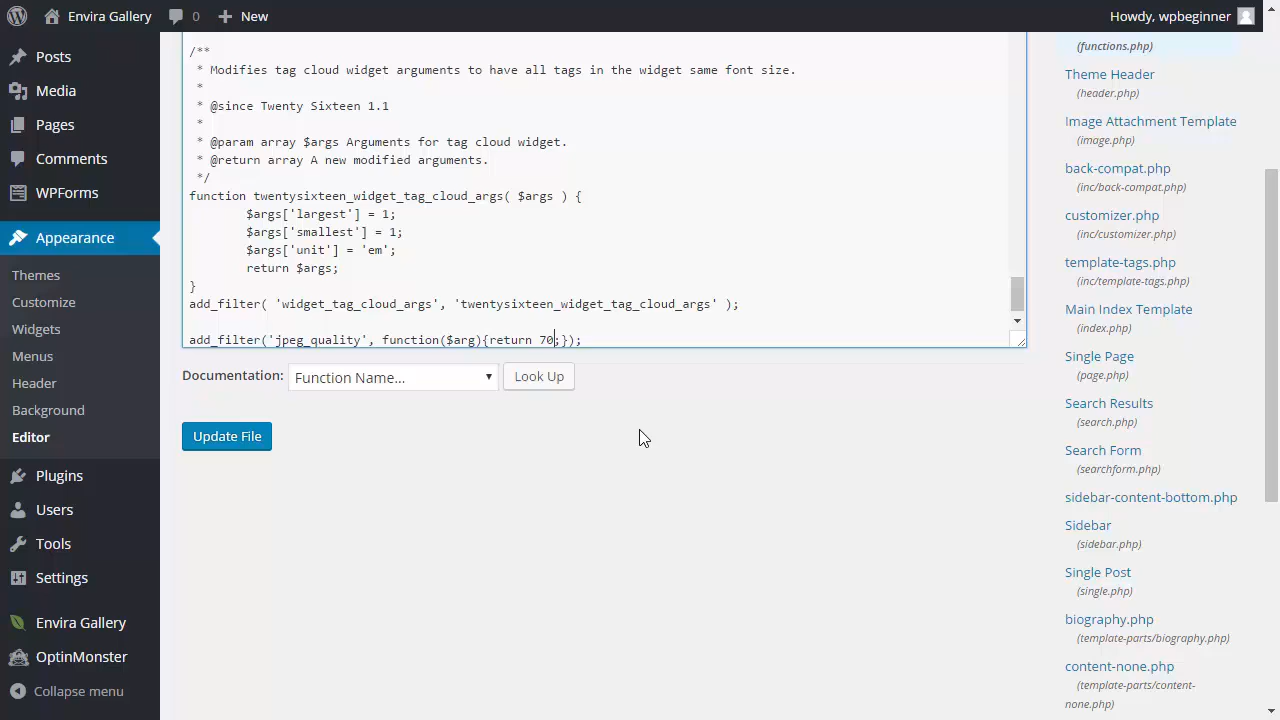 Envira Gallery
0
New
Howdy, wpbeginner
Posts
Media
Pages
Comments
WPForms
Appearance
Themes
Customize
Widgets
Menus
Header
Background
Editor
Plugins
Users
Tools
Settings
Envira Gallery
OptinMonster
Collapse menu
/**
* Modifies tag cloud widget arguments to have all tags in the widget same font size.
*
* @since Twenty Sixteen 1.1
*
* @param array $args Arguments for tag cloud widget.
* @return array A new modified arguments.
*/
function twentysixteen_widget_tag_cloud_args( $args ) {
$args['largest'] = 1;
$args['smallest'] = 1;
$args['unit'] = 'em';
return $args;
}
add_filter( 'widget_tag_cloud_args', 'twentysixteen_widget_tag_cloud_args' );
add_filter('jpeg_quality', function($arg){return 70;});
Documentation:
Function Name...
Look Up
Update File
(functions.php)
Theme Header
(header.php)
Image Attachment Template
(image.php)
back-compat.php
(inc/back-compat.php)
customizer.php
(inc/customizer.php)
template-tags.php
(inc/template-tags.php)
Main Index Template
(index.php)
Single Page
(page.php)
Search Results
(search.php)
Search Form
(searchform.php)
sidebar-content-bottom.php
Sidebar
(sidebar.php)
Single Post
(single.php)
biography.php
(template-parts/biography.php)
content-none.php
(template-parts/content-
none.php)